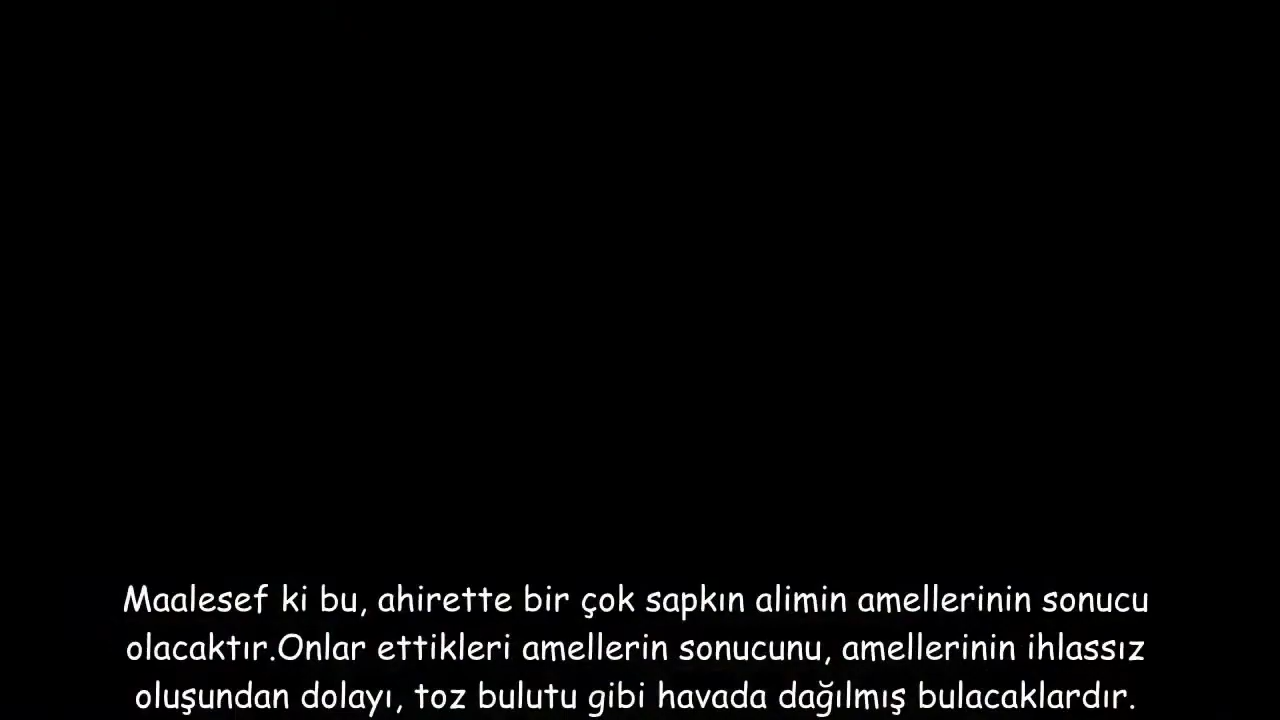 Maalesef ki bu, ahirette bir çok sapkın alimin amellerinin sonucu
olacaktır.Onlar ettikleri amellerin sonucunu, amellerinin ihlassız
oluşundan dolayı, toz bulutu gibi havada dağılmış bulacaklardır.